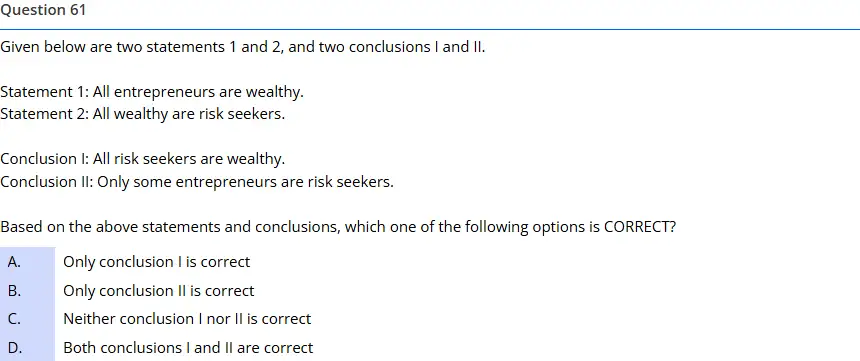 Question 61
Given below are two statements 1 and 2, and two conclusions I and II.
Statement 1: All entrepreneurs are wealthy.
Statement 2: All wealthy are risk seekers.
Conclusion I: All risk seekers are wealthy.
Conclusion II: Only some entrepreneurs are risk seekers.
Based on the above statements and conclusions, which one of the following options is CORRECT?
A. Only conclusion I is correct
B. Only conclusion II is correct
C. Neither conclusion I nor II is correct
D. Both conclusions I and II are correct